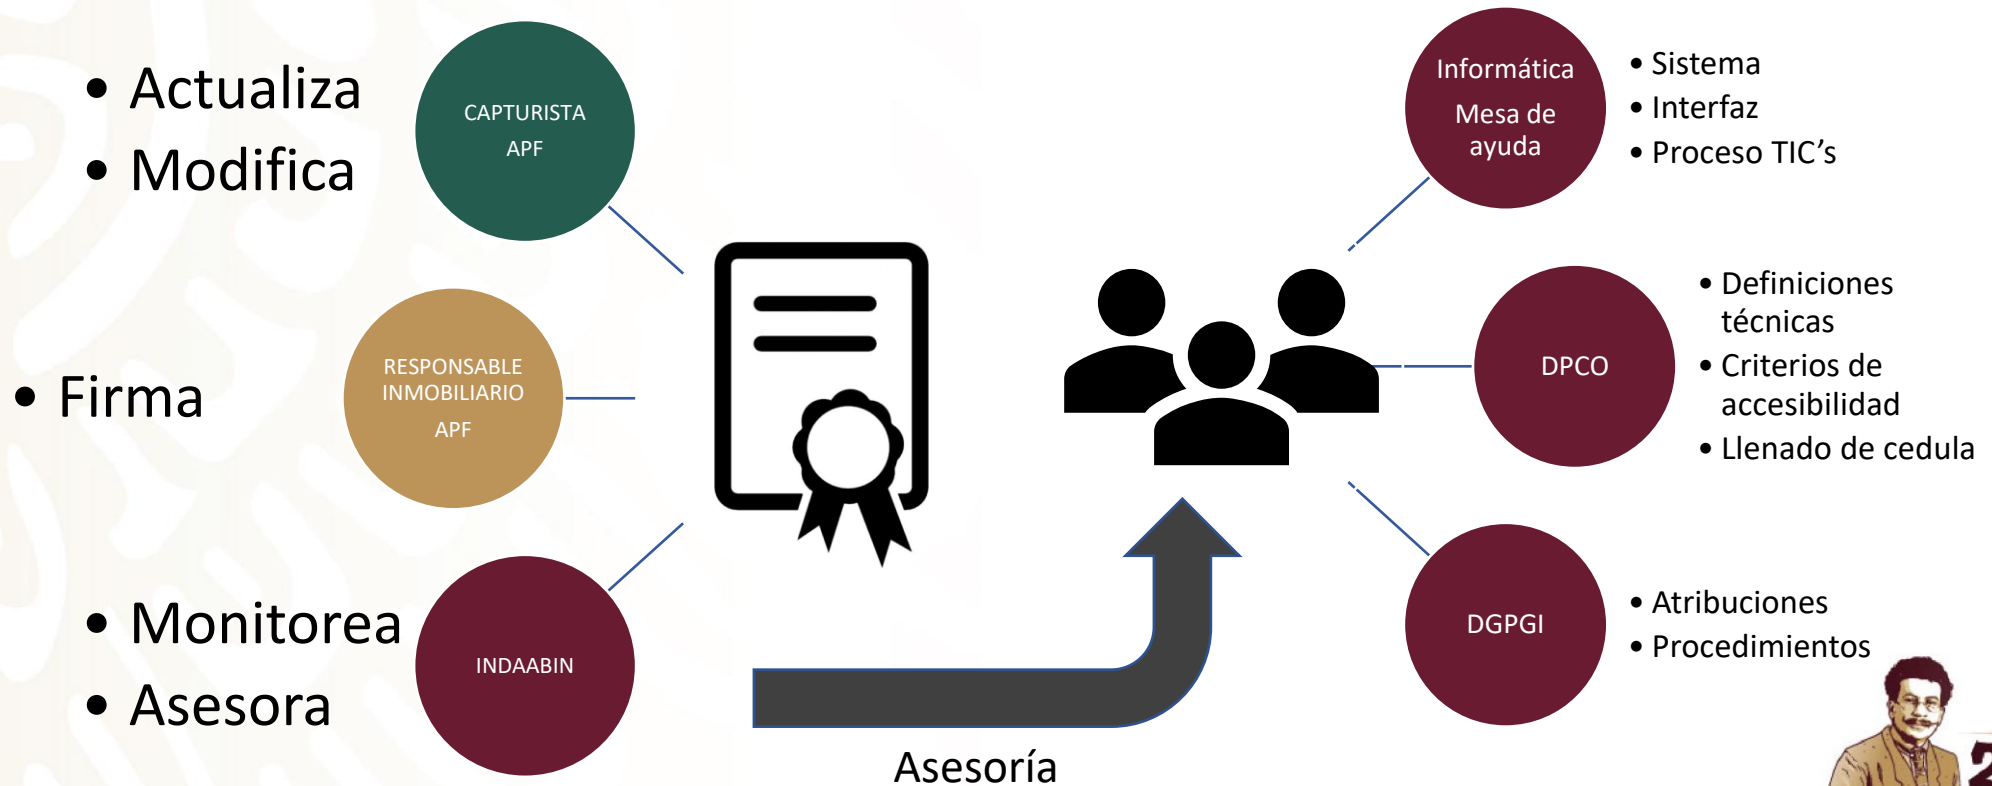 • Actualiza
• Modifica
CAPTURISTA
APF
• Firma
RESPONSABLE
INMOBILIARIO
APF
• Monitorea
• Asesora
INDAABIN
Asesoría
Informática
Mesa de
ayuda
• Sistema
• Interfaz
• Proceso TIC’s
DPCO
• Definiciones
técnicas
• Criterios de
accesibilidad
• Llenado de cedula
DGPGI
• Atribuciones
• Procedimientos
2